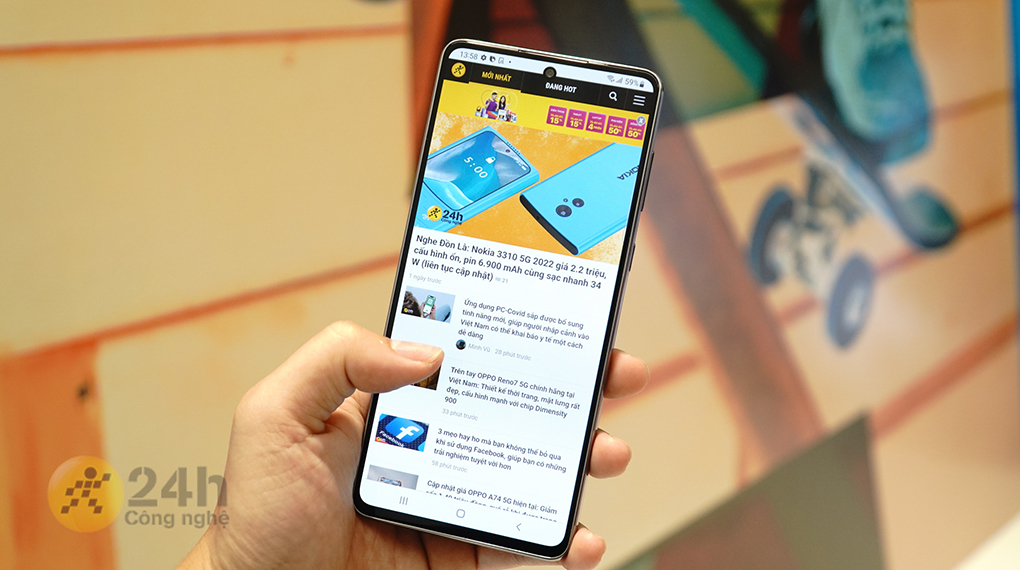 13:58
59%
MỚI NHẤT
ĐANG HOT
15%
15%
4
50%
50%
5:00
NOKIA
24h
Công nghệ
Nghe Đồn Là: Nokia 3310 5G 2022 giá 2.2 triệu,
cấu hình ổn, pin 6.900 mAh cùng sạc nhanh 34
W (liên tục cập nhật)
21
1 ngày trước
Ứng dụng PC-Covid sắp được bổ sung
tính năng mới, giúp người nhập cảnh vào
Việt Nam có thể khai báo y tế một cách
dễ dàng
Minh Vũ 28 phút trước
Trên tay OPPO Reno7 5G chính hãng tại
Việt Nam: Thiết kế thời trang, mặt lưng rất
đẹp, cấu hình mạnh với chip Dimensity
900
33 phút trước
Facebook
3 mẹo hay ho mà bạn không thể bỏ qua
khi sử dụng Facebook, giúp bạn có những
trải nghiệm tuyệt vời hơn
58 phút trước
Cập nhật giá OPPO A74 5G hiện tại: Giảm
24h
Công nghệ